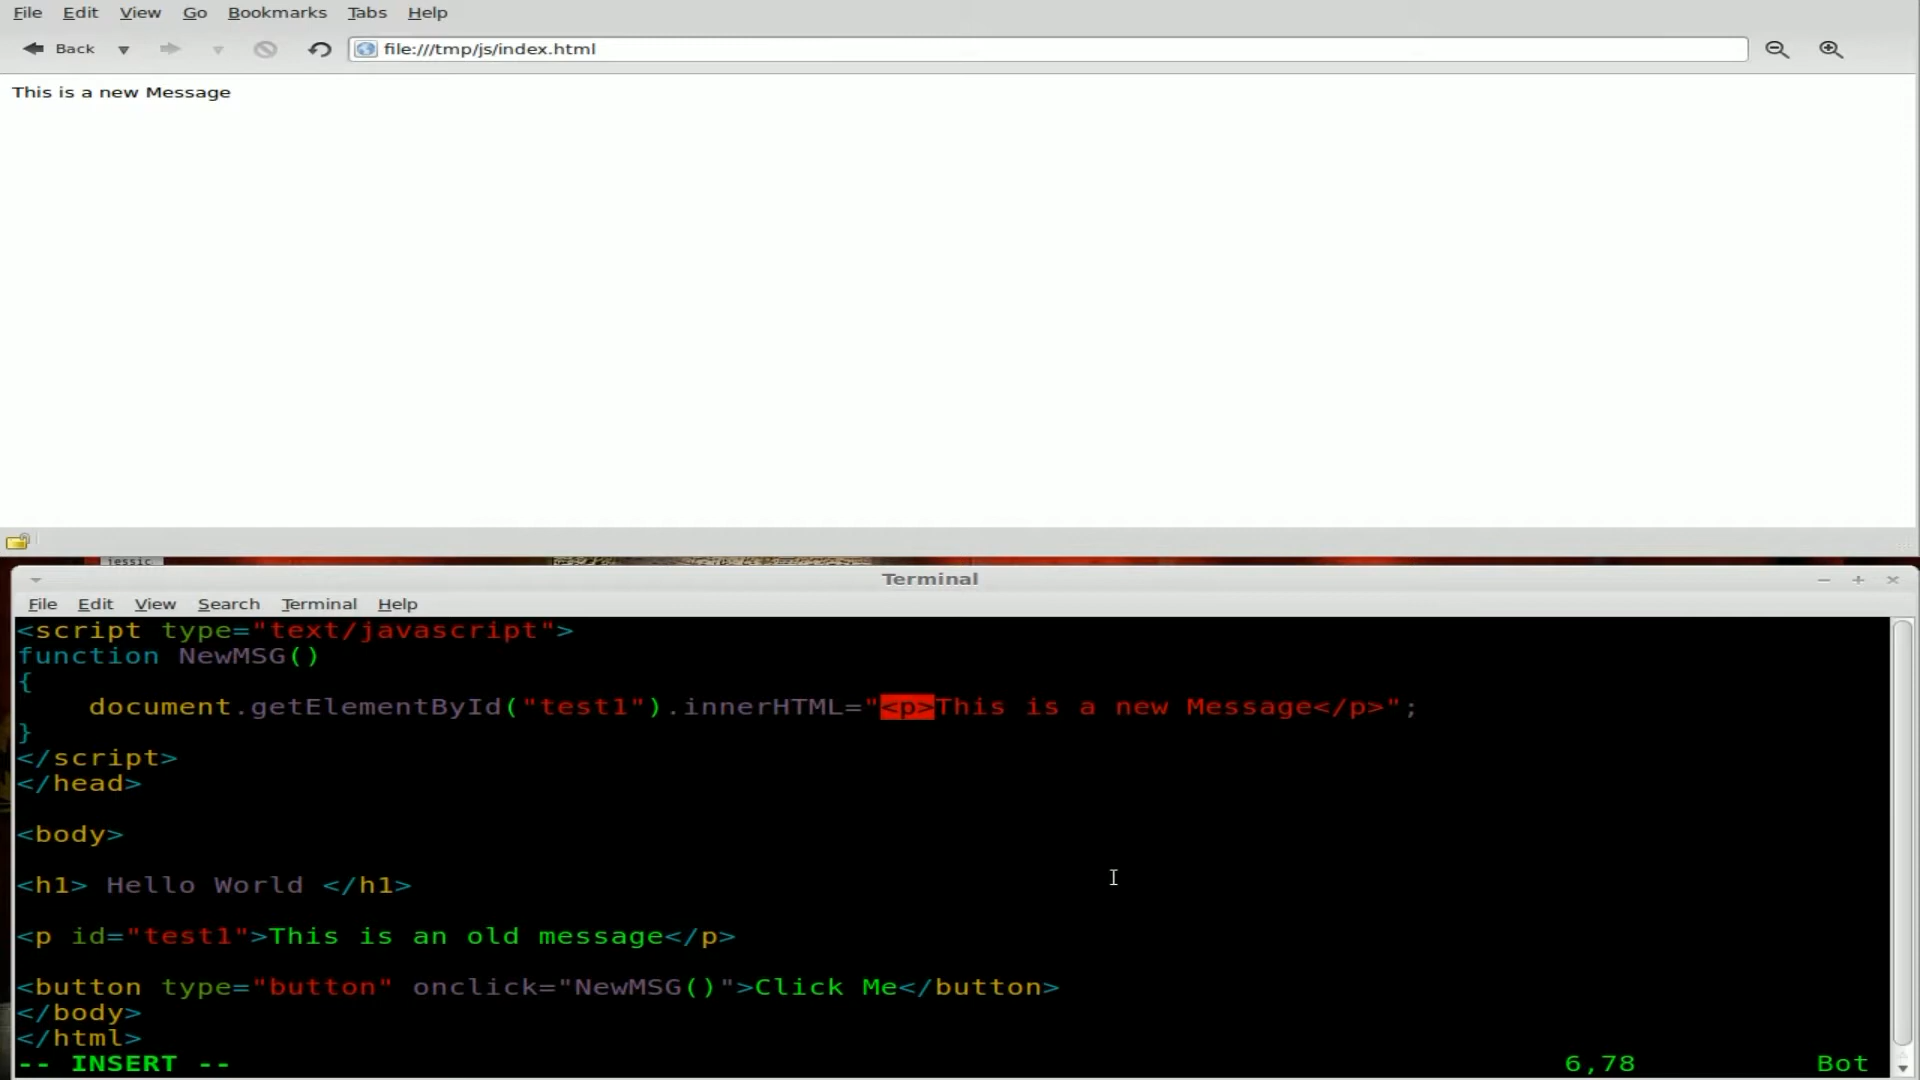 File Edit View Go Bookmarks Tabs Help
Back file:///tmp/js/index.html
This is a new Message
Terminal
File Edit View Search Terminal Help
<script type="text/javascript">
function NewMSG()
{
    document.getElementById("test1").innerHTML="<p>This is a new Message</p>";
}
</script>
</head>
<body>
<h1> Hello World </h1>
<p id="test1">This is an old message</p>
<button type="button" onclick="NewMSG()">Click Me</button>
</body>
</html>
-- INSERT -- 6,78 Bot